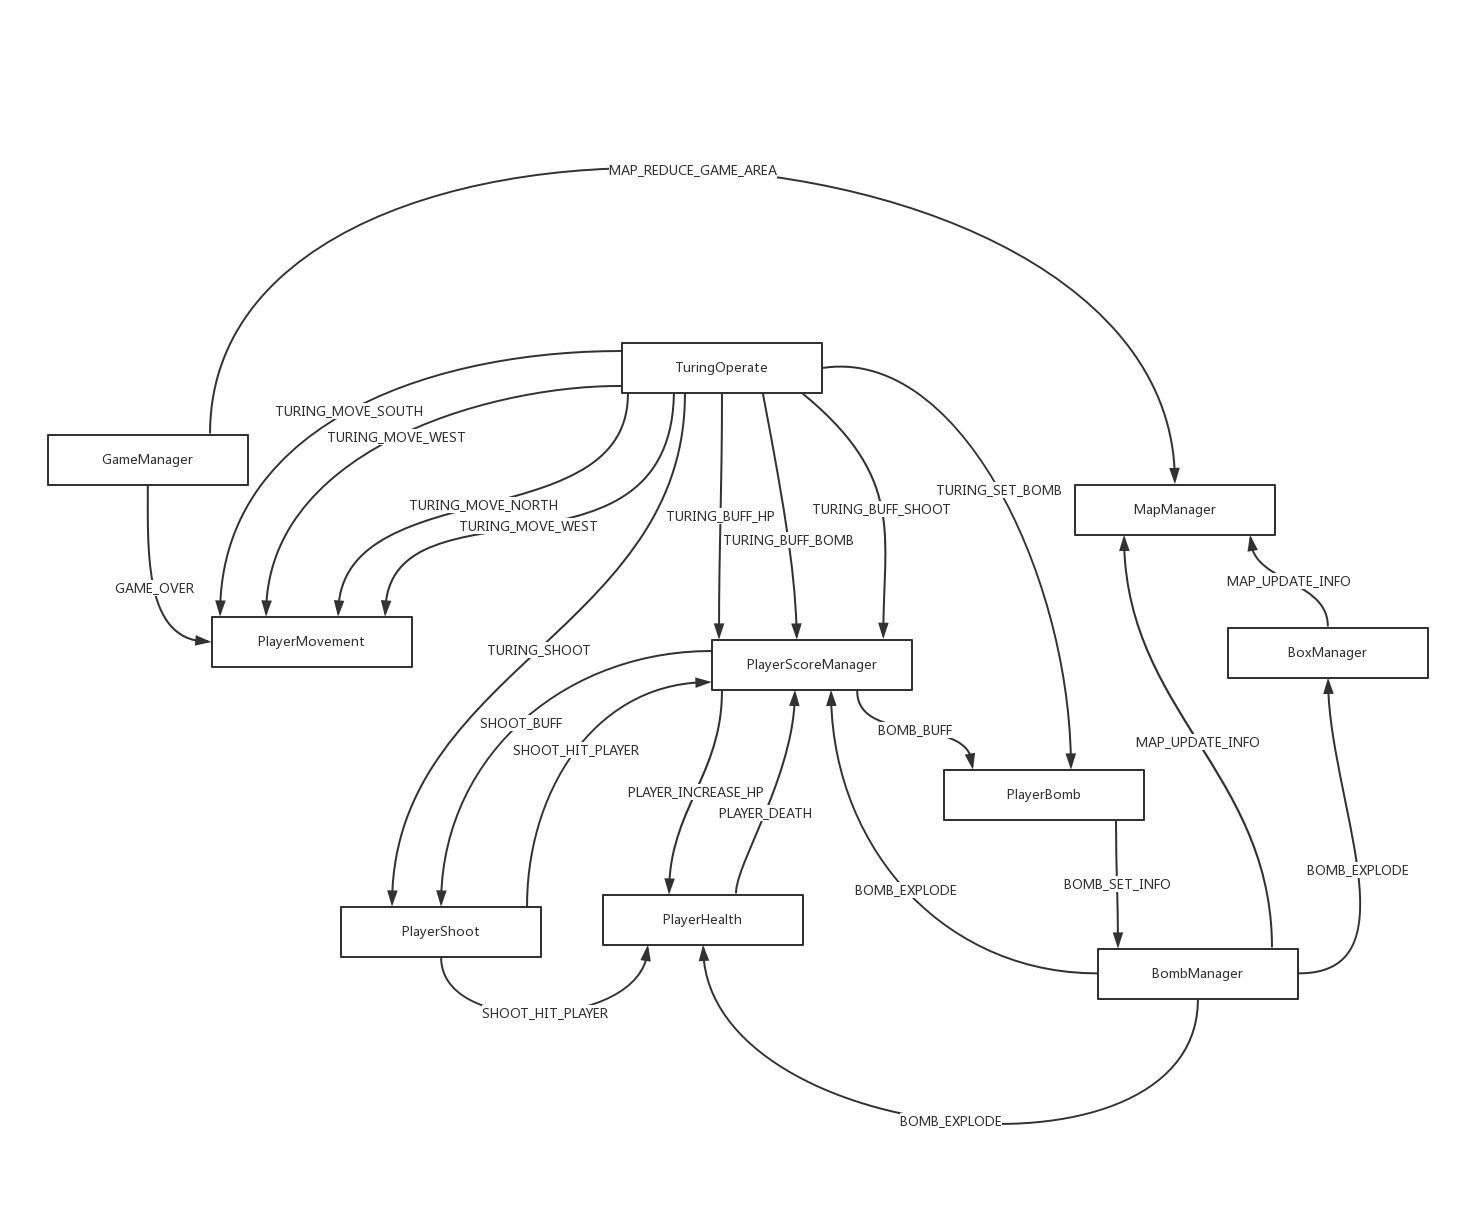 MAP_REDUCE_GAME_AREA
TuringOperate
TURING_MOVE_SOUTH
TURING_MOVE_WEST
GameManager
TURING_SET_BOMB
TURING_MOVE_NORTH
TURING_BUFF_SHOOT
MapManager
TURING_BUFF_HP
TURING_MOVE_WEST
TURING_BUFF_BOMB
MAP_UPDATE_INFO
GAME_OVER
PlayerMovement
TURING_SHOOT
BoxManager
PlayerScoreManager
SHOOT_BUFF
BOMB_BUFF
MAP_UPDATE_INFO
SHOOT_HIT_PLAYER
PLAYER_INCREASE_HP
PlayerBomb
PLAYER_DEATH
BOMB_EXPLODE
BOMB_SET_INFO
BOMB_EXPLODE
PlayerHealth
PlayerShoot
BombManager
SHOOT_HIT_PLAYER
BOMB_EXPLODE